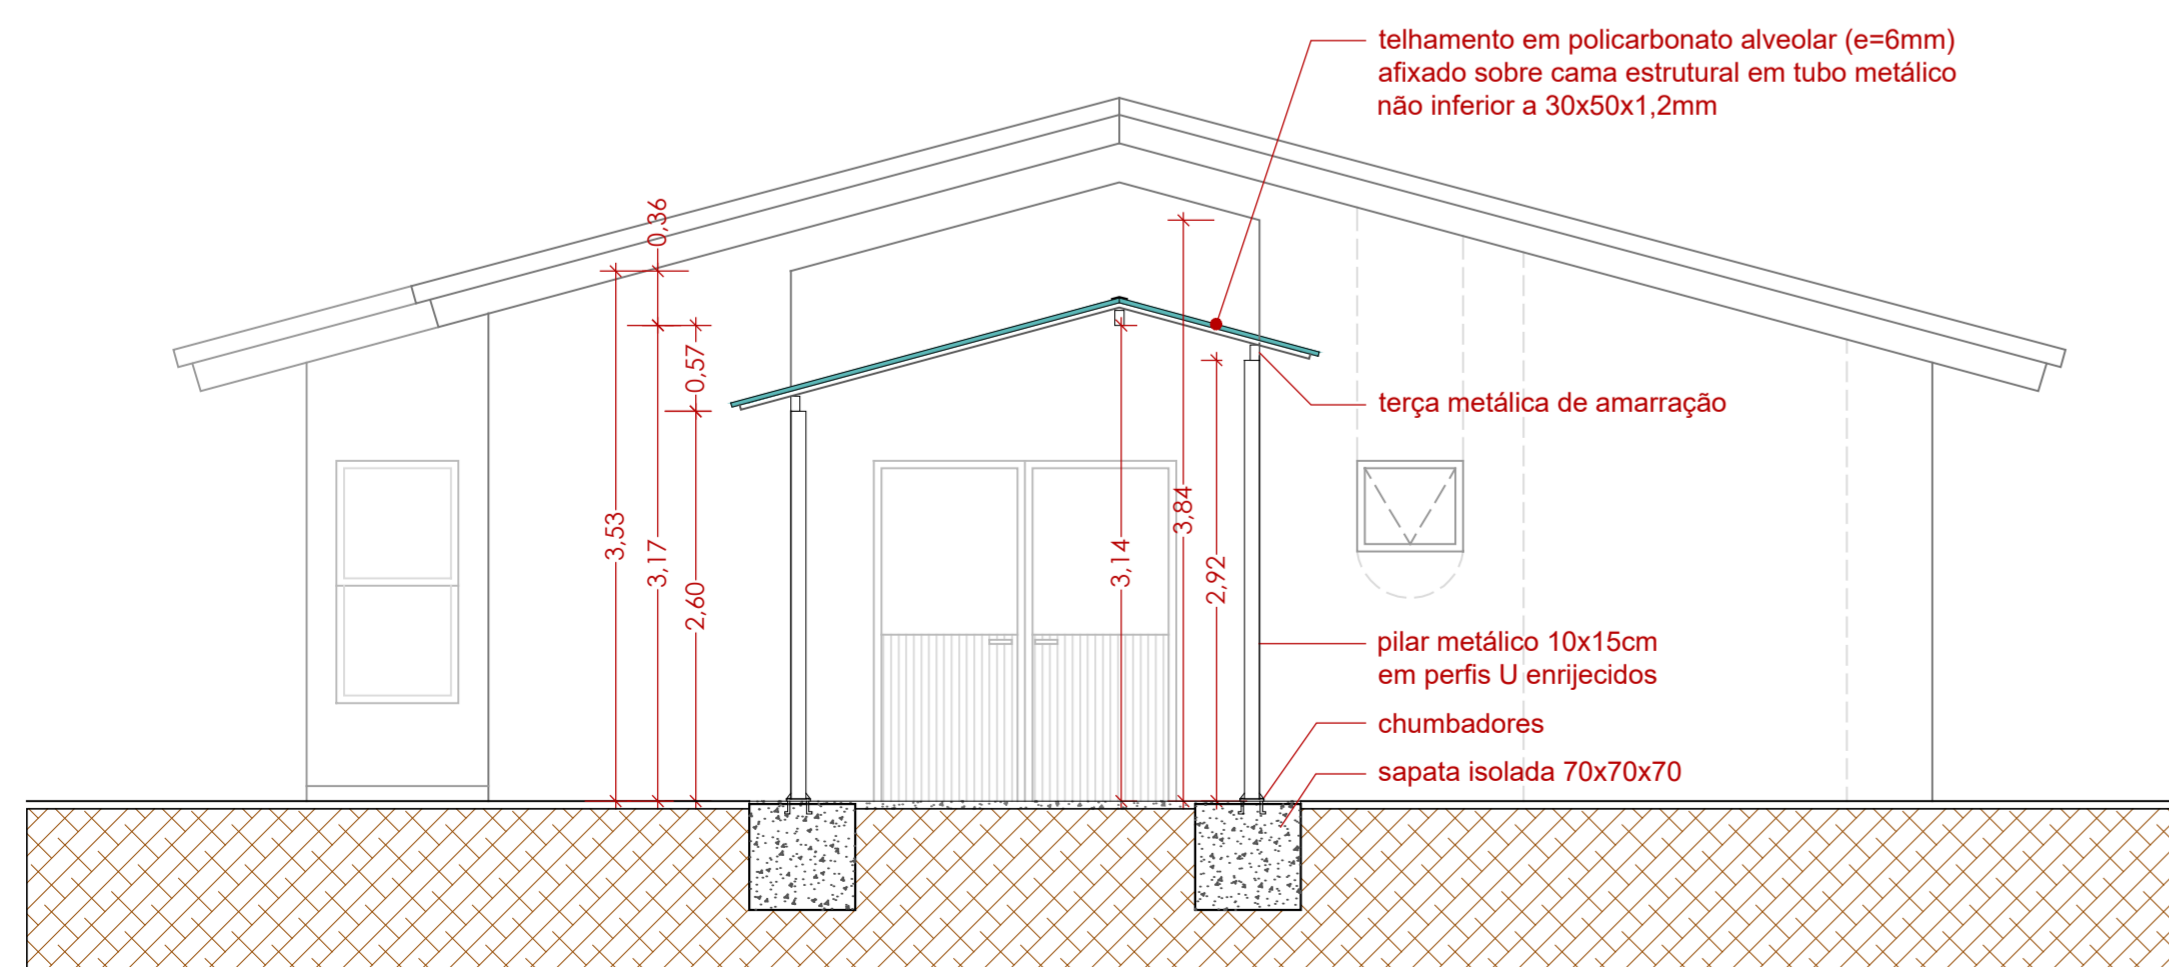 telhamento em policarbonato alveolar (e=6mm)
afixado sobre cama estrutural em tubo metálico
não inferior a 30x50x1,2mm
0,36
0,57
3,53
3,17
2,60
3,14
3,84
2,92
terça metálica de amarração
pilar metálico 10x15cm
em perfis U enrijecidos
chumbadores
sapata isolada 70x70x70